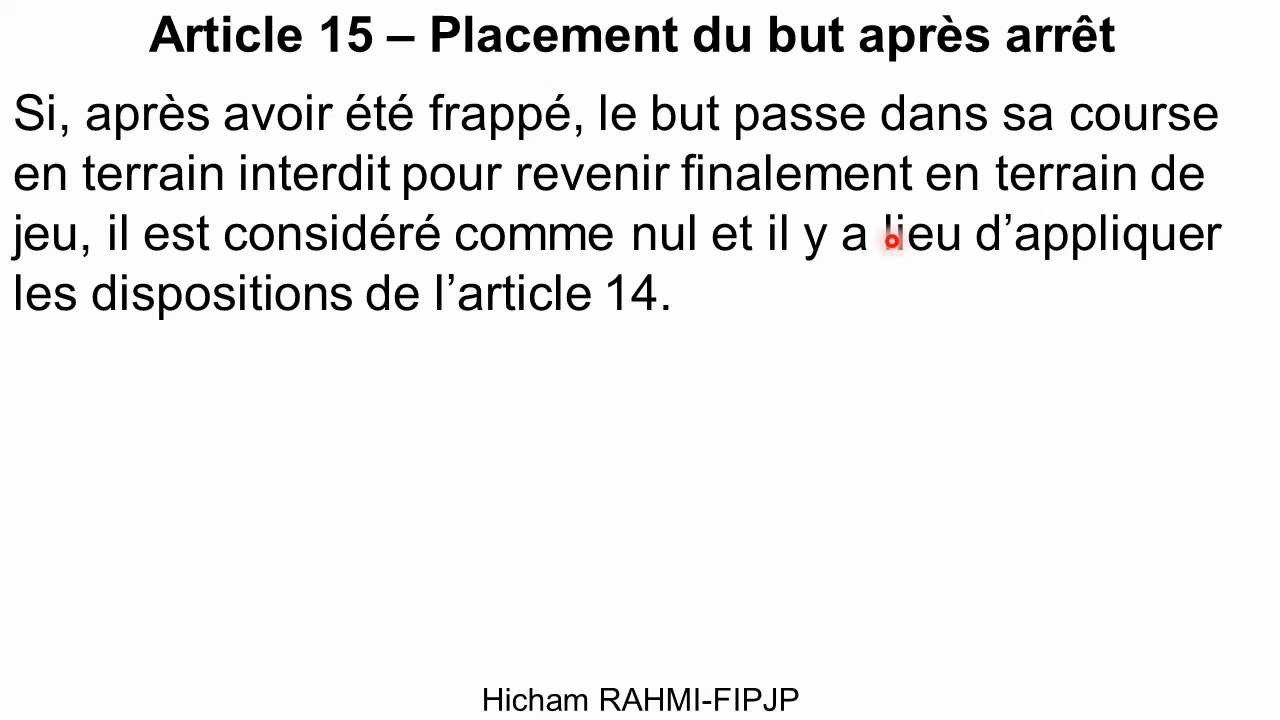 Article 15 – Placement du but après arrêt
Si, après avoir été frappé, le but passe dans sa course
en terrain interdit pour revenir finalement en terrain de
jeu, il est considéré comme nul et il y a lieu d’appliquer
les dispositions de l’article 14.
Hicham RAHMI-FIPJP